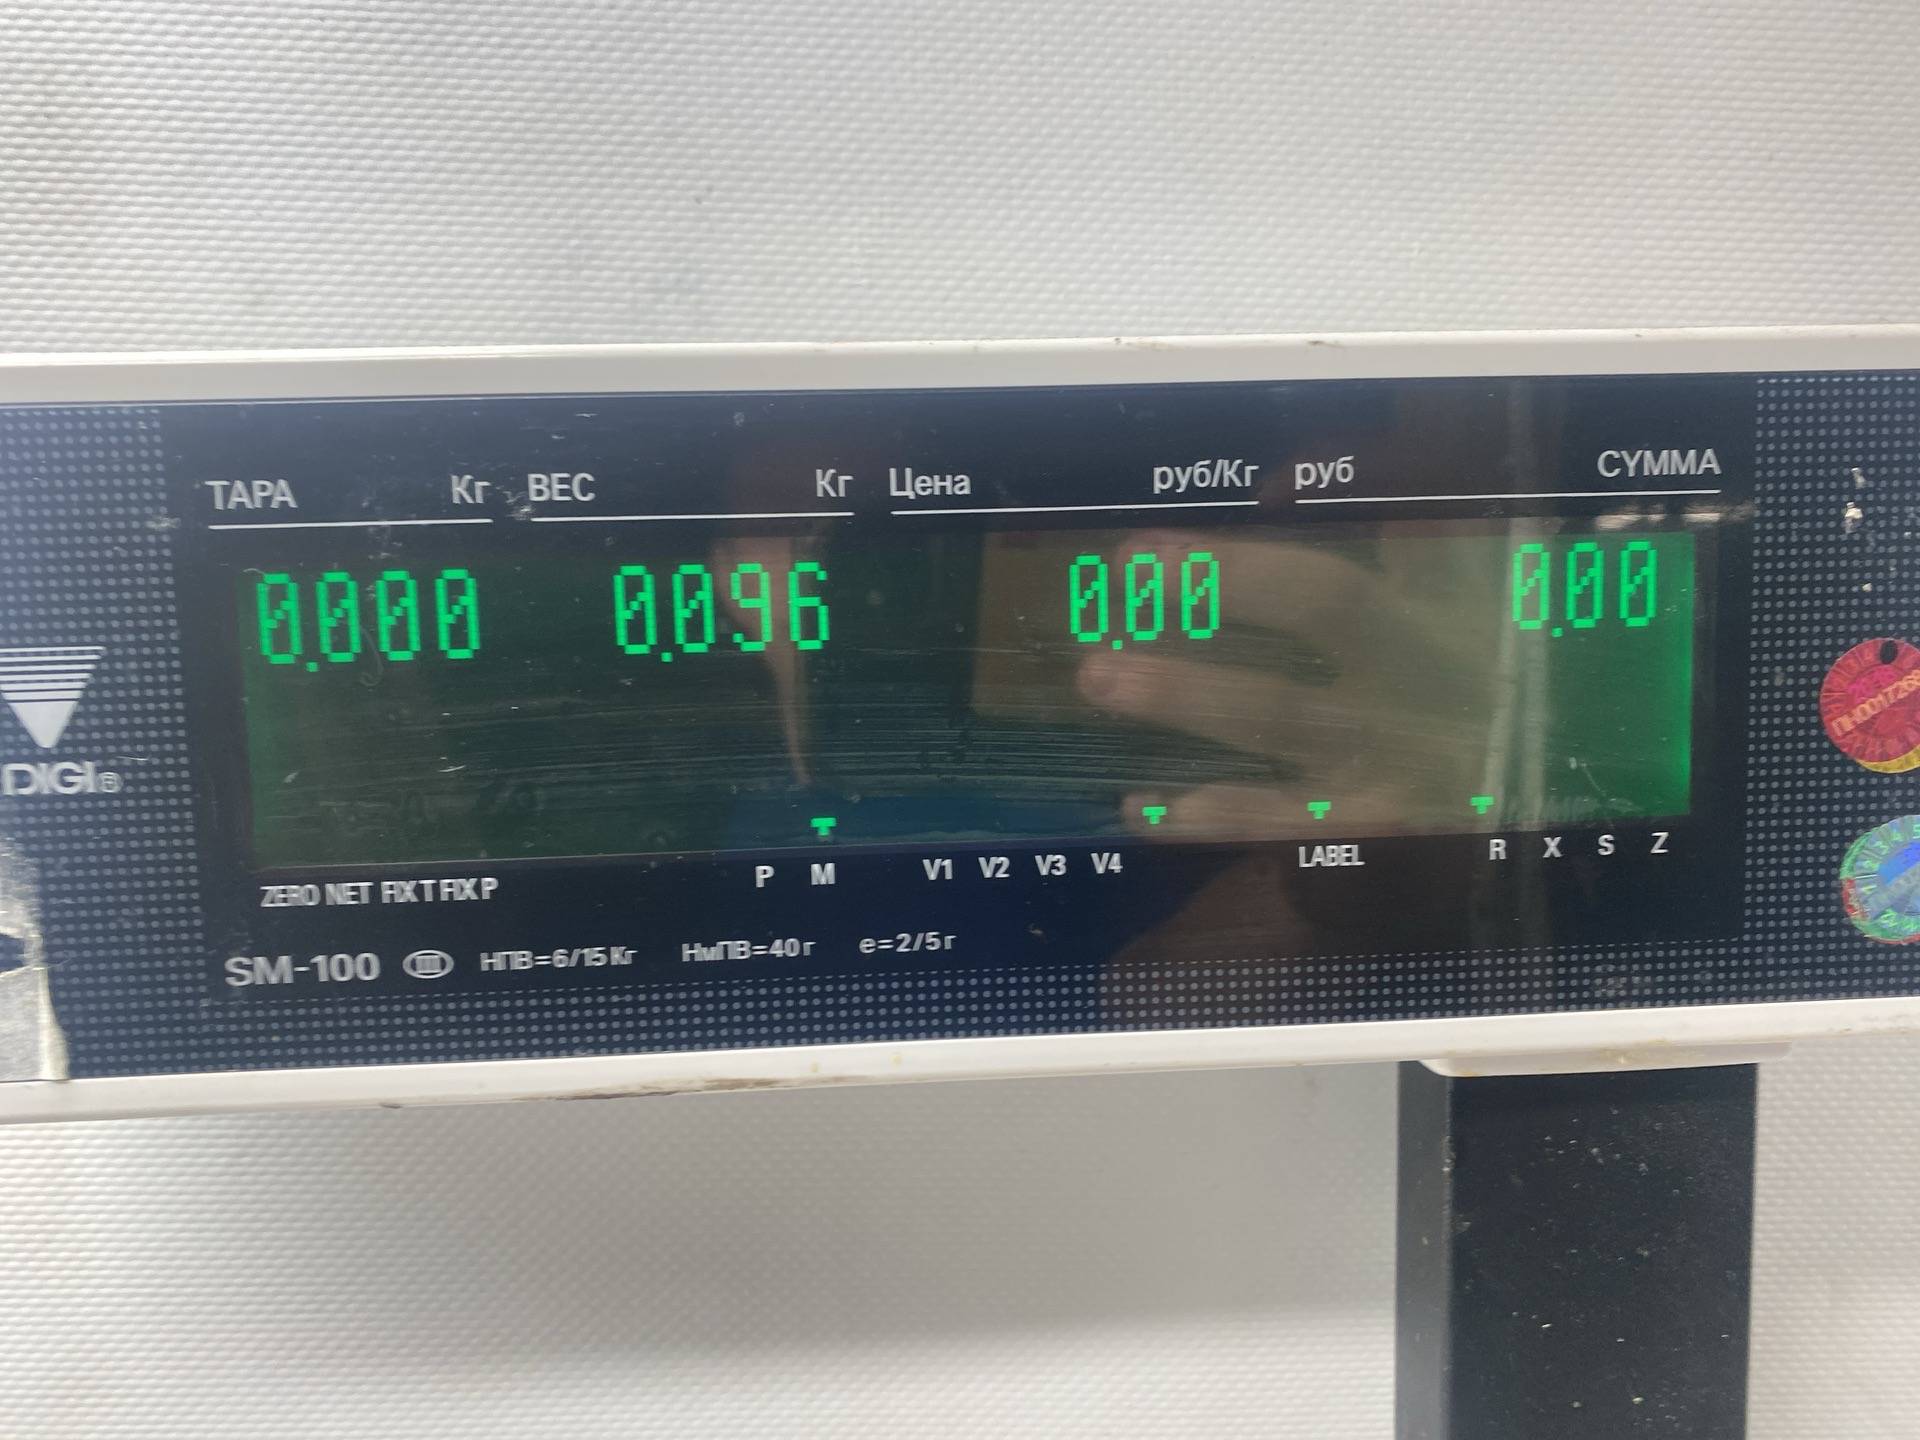 ТАРА Кг ВЕС Кг Цена руб/Кг руб СУММА
0.000 0.096 0.00 0.00
DIGI®
ZERO NET FIX T FIX P P M V1 V2 V3 V4 LABEL R X S Z
SM-100 III НПВ=6/15 Кг НмПВ=40 г e=2/5 г